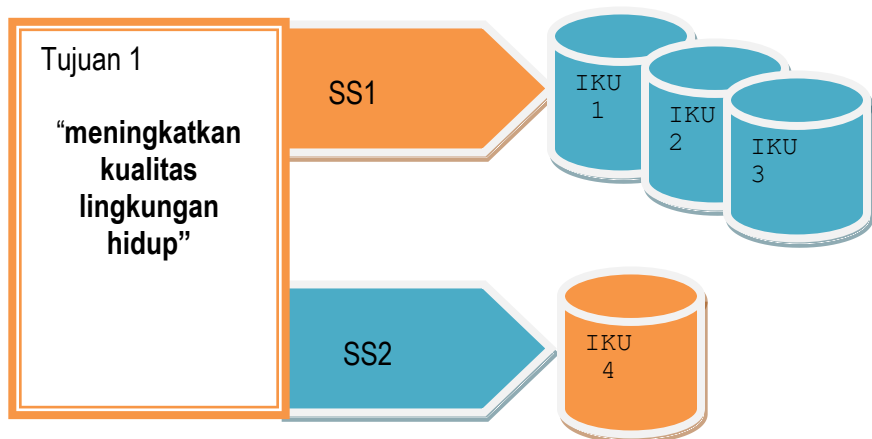 Tujuan 1
“meningkatkan
kualitas
lingkungan
hidup”
SS1
IKU
1
IKU
2
IKU
3
SS2
IKU
4